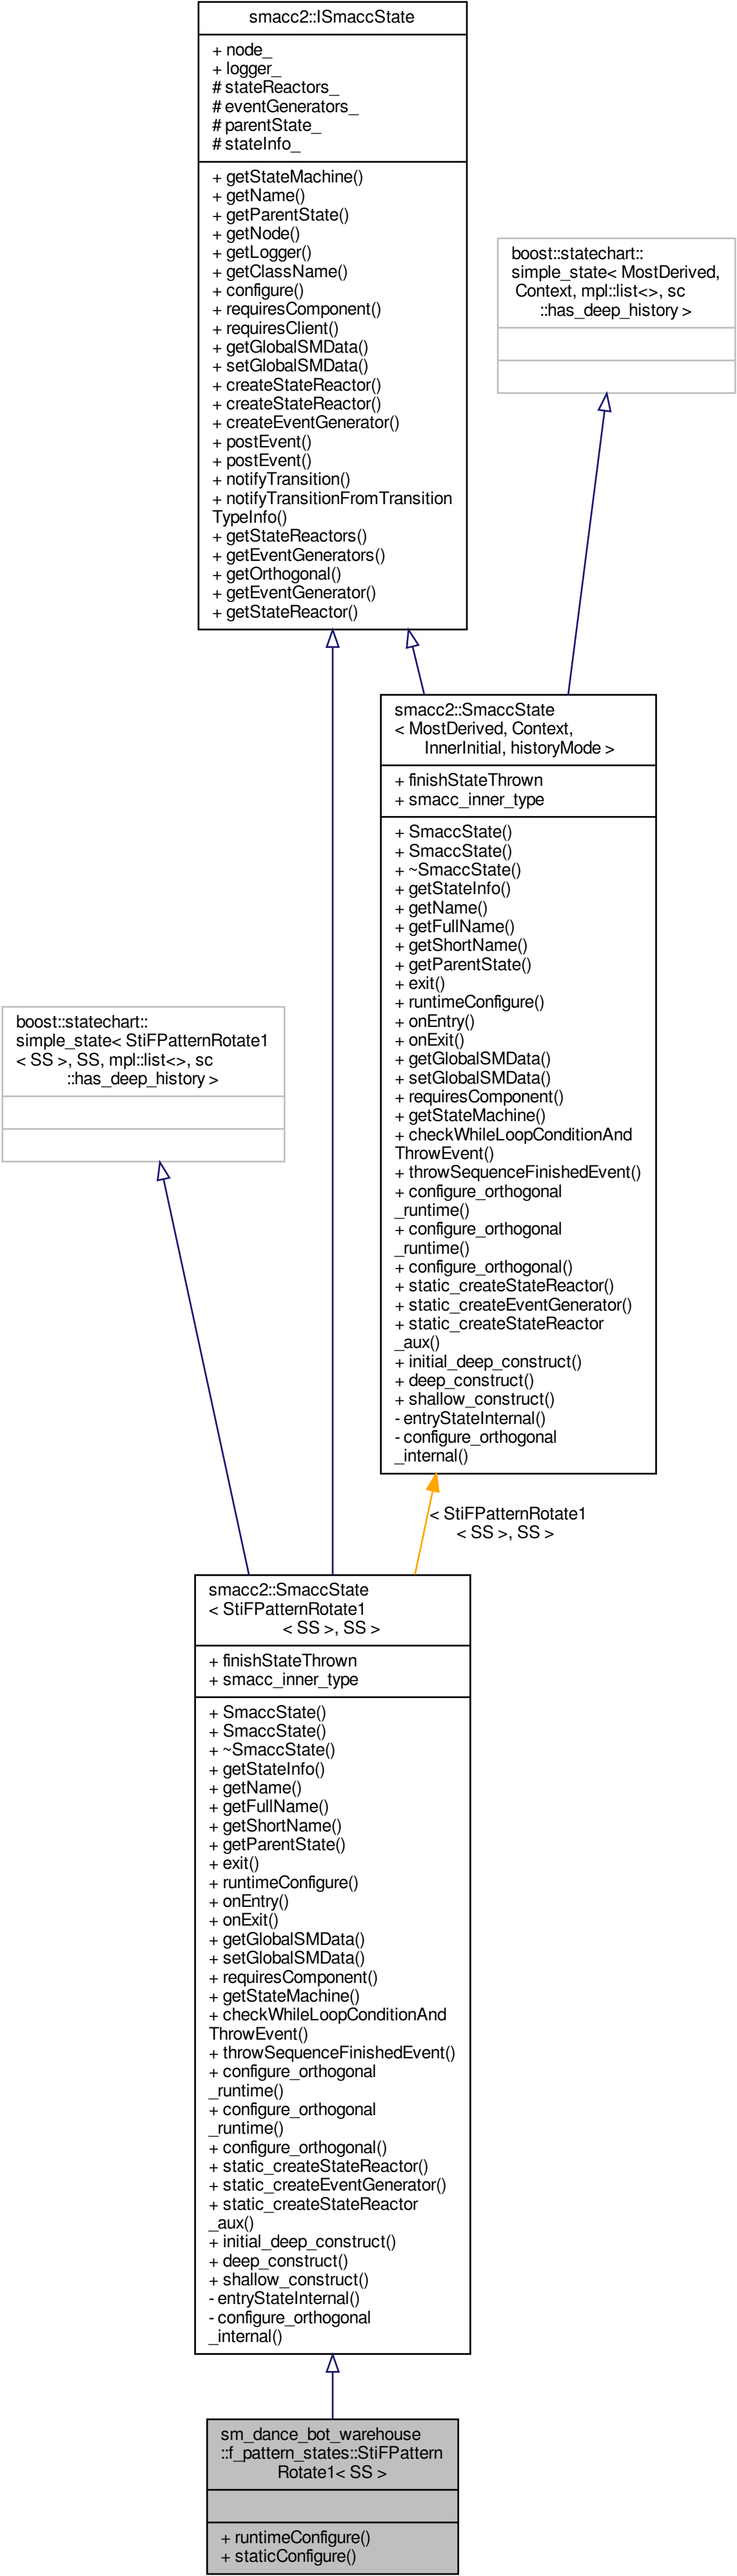 smacc2::ISmaccState
+ node_
+ logger_
# stateReactors_
# eventGenerators_
# parentState_
# stateInfo_
+ getStateMachine()
+ getName()
+ getParentState()
+ getNode()
+ getLogger()
+ getClassName()
+ configure()
+ requiresComponent()
+ requiresClient()
+ getGlobalSMData()
+ setGlobalSMData()
+ createStateReactor()
+ createStateReactor()
+ createEventGenerator()
+ postEvent()
+ postEvent()
+ notifyTransition()
+ notifyTransitionFromTransition
TypeInfo()
+ getStateReactors()
+ getEventGenerators()
+ getOrthogonal()
+ getEventGenerator()
+ getStateReactor()
boost::statechart::
simple_state< MostDerived,
Context, mpl::list<>, sc
::has_deep_history >
smacc2::SmaccState
< MostDerived, Context,
InnerInitial, historyMode >
+ finishStateThrown
+ smacc_inner_type
+ SmaccState()
+ SmaccState()
+ ~SmaccState()
+ getStateInfo()
+ getName()
+ getFullName()
+ getShortName()
+ getParentState()
+ exit()
+ runtimeConfigure()
+ onEntry()
+ onExit()
+ getGlobalSMData()
+ setGlobalSMData()
+ requiresComponent()
+ getStateMachine()
+ checkWhileLoopConditionAnd
ThrowEvent()
+ throwSequenceFinishedEvent()
+ configure_orthogonal
_runtime()
+ configure_orthogonal
_runtime()
+ configure_orthogonal()
+ static_createStateReactor()
+ static_createEventGenerator()
+ static_createStateReactor
_aux()
+ initial_deep_construct()
+ deep_construct()
+ shallow_construct()
- entryStateInternal()
- configure_orthogonal
_internal()
boost::statechart::
simple_state< StiFPatternRotate1
< SS >, SS, mpl::list<>, sc
::has_deep_history >
< StiFPatternRotate1
< SS >, SS >
smacc2::SmaccState
< StiFPatternRotate1
< SS >, SS >
+ finishStateThrown
+ smacc_inner_type
+ SmaccState()
+ SmaccState()
+ ~SmaccState()
+ getStateInfo()
+ getName()
+ getFullName()
+ getShortName()
+ getParentState()
+ exit()
+ runtimeConfigure()
+ onEntry()
+ onExit()
+ getGlobalSMData()
+ setGlobalSMData()
+ requiresComponent()
+ getStateMachine()
+ checkWhileLoopConditionAnd
ThrowEvent()
+ throwSequenceFinishedEvent()
+ configure_orthogonal
_runtime()
+ configure_orthogonal
_runtime()
+ configure_orthogonal()
+ static_createStateReactor()
+ static_createEventGenerator()
+ static_createStateReactor
_aux()
+ initial_deep_construct()
+ deep_construct()
+ shallow_construct()
- entryStateInternal()
- configure_orthogonal
_internal()
sm_dance_bot_warehouse
::f_pattern_states::StiFPattern
Rotate1< SS >
+ runtimeConfigure()
+ staticConfigure()